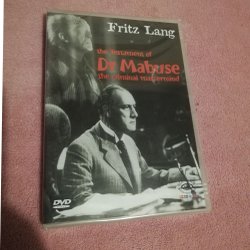 Fritz Lang
the testament of
Dr Mabuse
the criminal mastermind
DVD